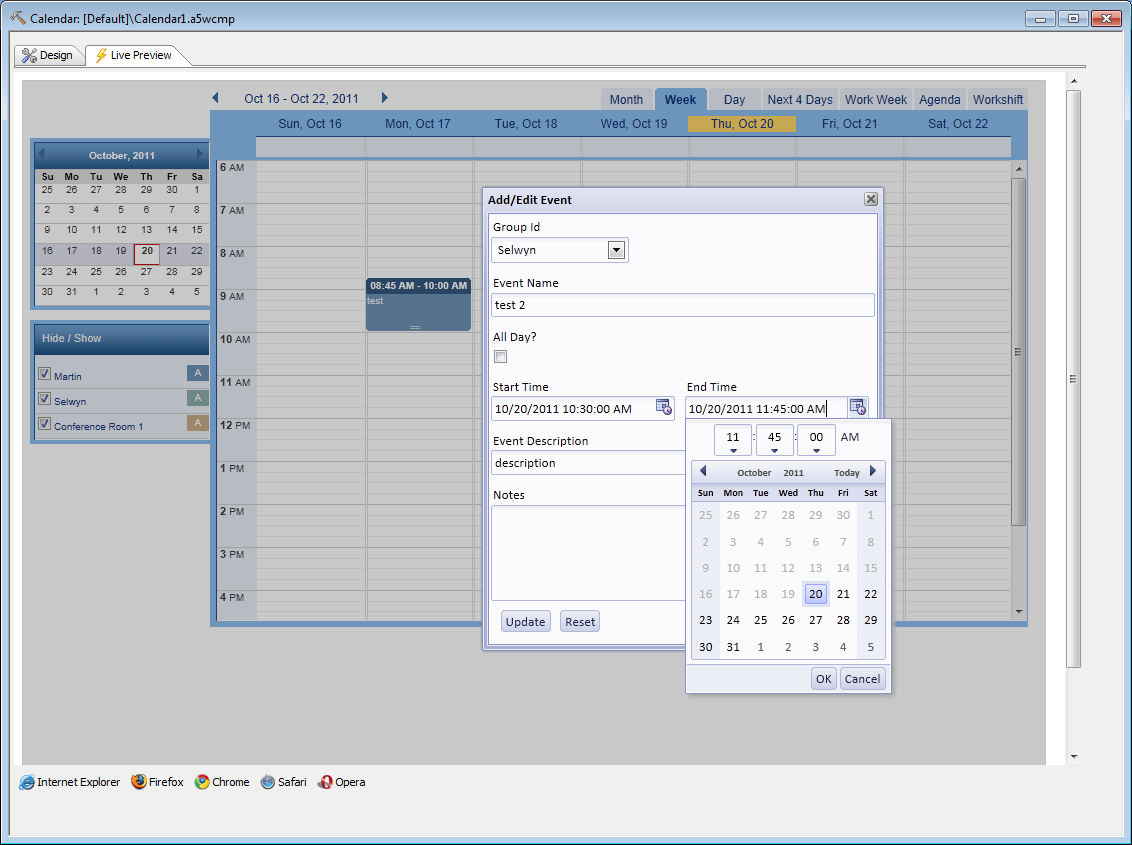 Calendar: [Default]\Calendar1.a5wcmp
Design
Live Preview
Oct 16 - Oct 22, 2011
Month Week Day Next 4 Days Work Week Agenda Workshift
Sun, Oct 16 Mon, Oct 17 Tue, Oct 18 Wed, Oct 19 Thu, Oct 20 Fri, Oct 21 Sat, Oct 22
October, 2011
Su Mo Tu We Th Fr Sa
25 26 27 28 29 30 1
2 3 4 5 6 7 8
9 10 11 12 13 14 15
16 17 18 19 20 21 22
23 24 25 26 27 28 29
30 31 1 2 3 4 5
Hide / Show
Martin A
Selwyn A
Conference Room 1 A
6 AM
7 AM
8 AM
9 AM
10 AM
11 AM
12 PM
1 PM
2 PM
3 PM
4 PM
08:45 AM - 10:00 AM
test
Add/Edit Event
Group Id
Selwyn
Event Name
test 2
All Day?
Start Time End Time
10/20/2011 10:30:00 AM 10/20/2011 11:45:00 AM
Event Description
description
Notes
Update Reset
11 : 45 : 00 AM
October 2011 Today
Sun Mon Tue Wed Thu Fri Sat
25 26 27 28 29 30 1
2 3 4 5 6 7 8
9 10 11 12 13 14 15
16 17 18 19 20 21 22
23 24 25 26 27 28 29
30 31 1 2 3 4 5
OK Cancel
Internet Explorer Firefox Chrome Safari Opera